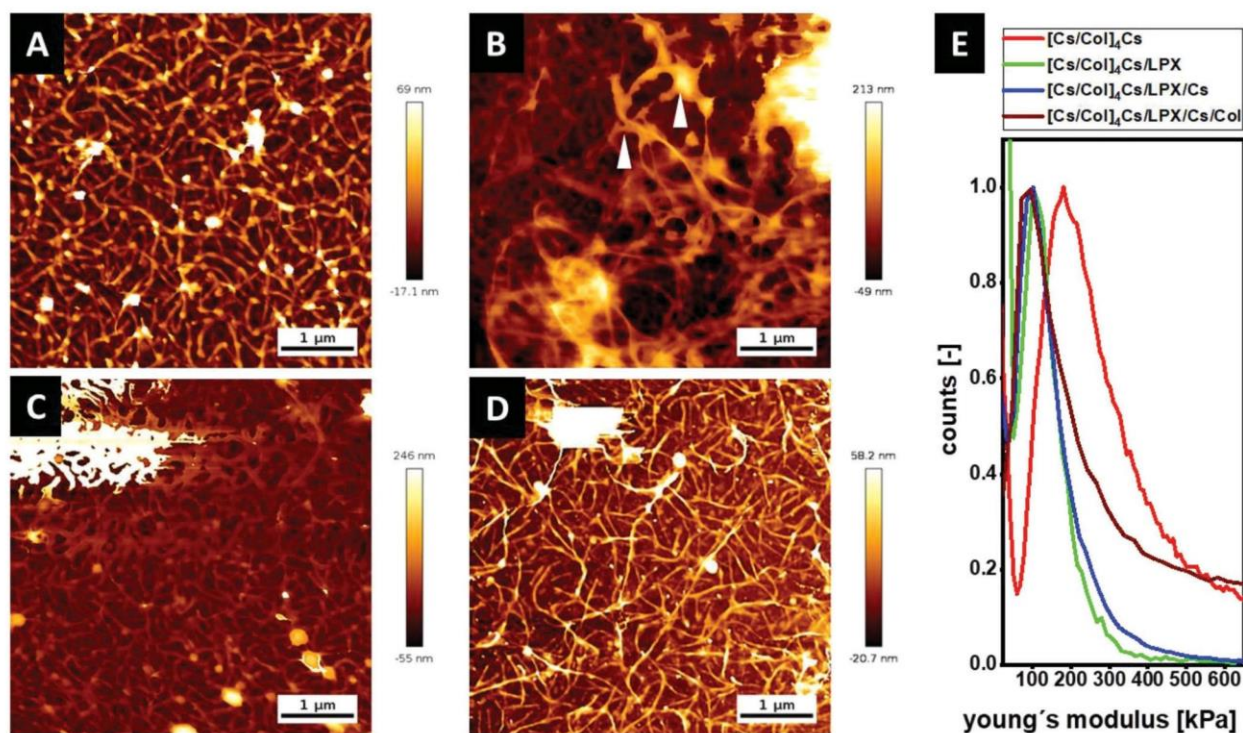 A
69 nm
-17.1 nm
1 µm
B
213 nm
-49 nm
1 µm
C
246 nm
-55 nm
1 µm
D
58.2 nm
-20.7 nm
1 µm
E
[Cs/Col]₄Cs
[Cs/Col]₄Cs/LPX
[Cs/Col]₄Cs/LPX/Cs
[Cs/Col]₄Cs/LPX/Cs/Col
counts [-]
1.0
0.8
0.6
0.4
0.2
0.0
100 200 300 400 500 600
young´s modulus [kPa]